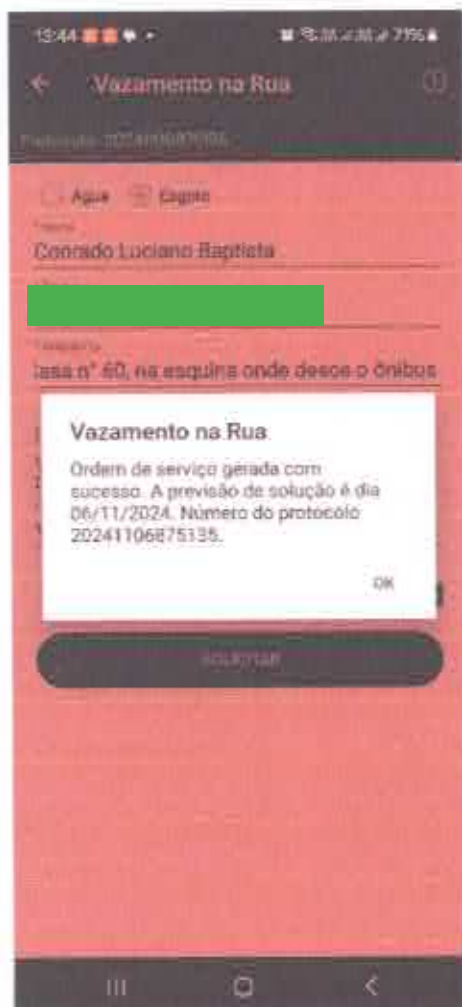 13:44
71%
Vazamento na Rua
Água Esgoto
Conrado Luciano Baptista
n° 60, na esquina onde desce o ônibus
Vazamento na Rua
Ordem de serviço gerada com
sucesso. A previsão de solução é dia
06/11/2024. Número do protocolo
20241106875135.
OK
SOLICITAR